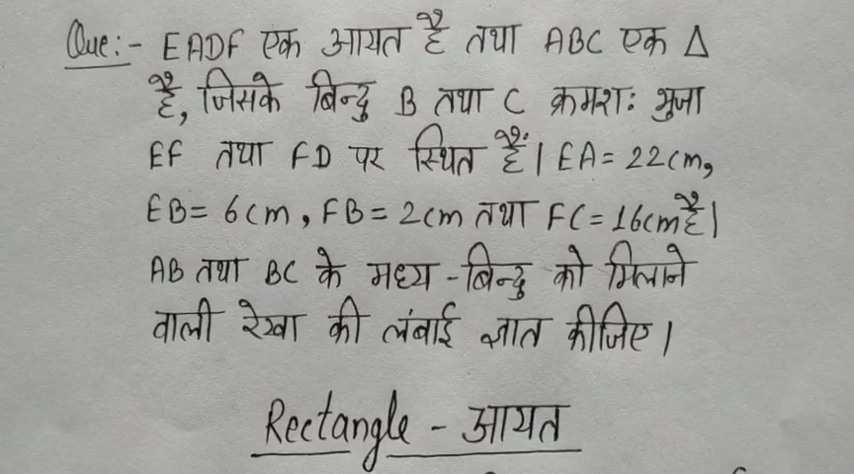 Que:- EADF एक आयत है तथा ABC एक Δ
है, जिसके बिन्दु B तथा C क्रमशः भुजा
EF तथा FD पर स्थित हैं। EA= 22cm,
EB= 6cm, FB= 2cm तथा FC=16cm है।
AB तथा BC के मध्य-बिन्दु को मिलाने
वाली रेखा की लंबाई ज्ञात कीजिए।
Rectangle - आयत